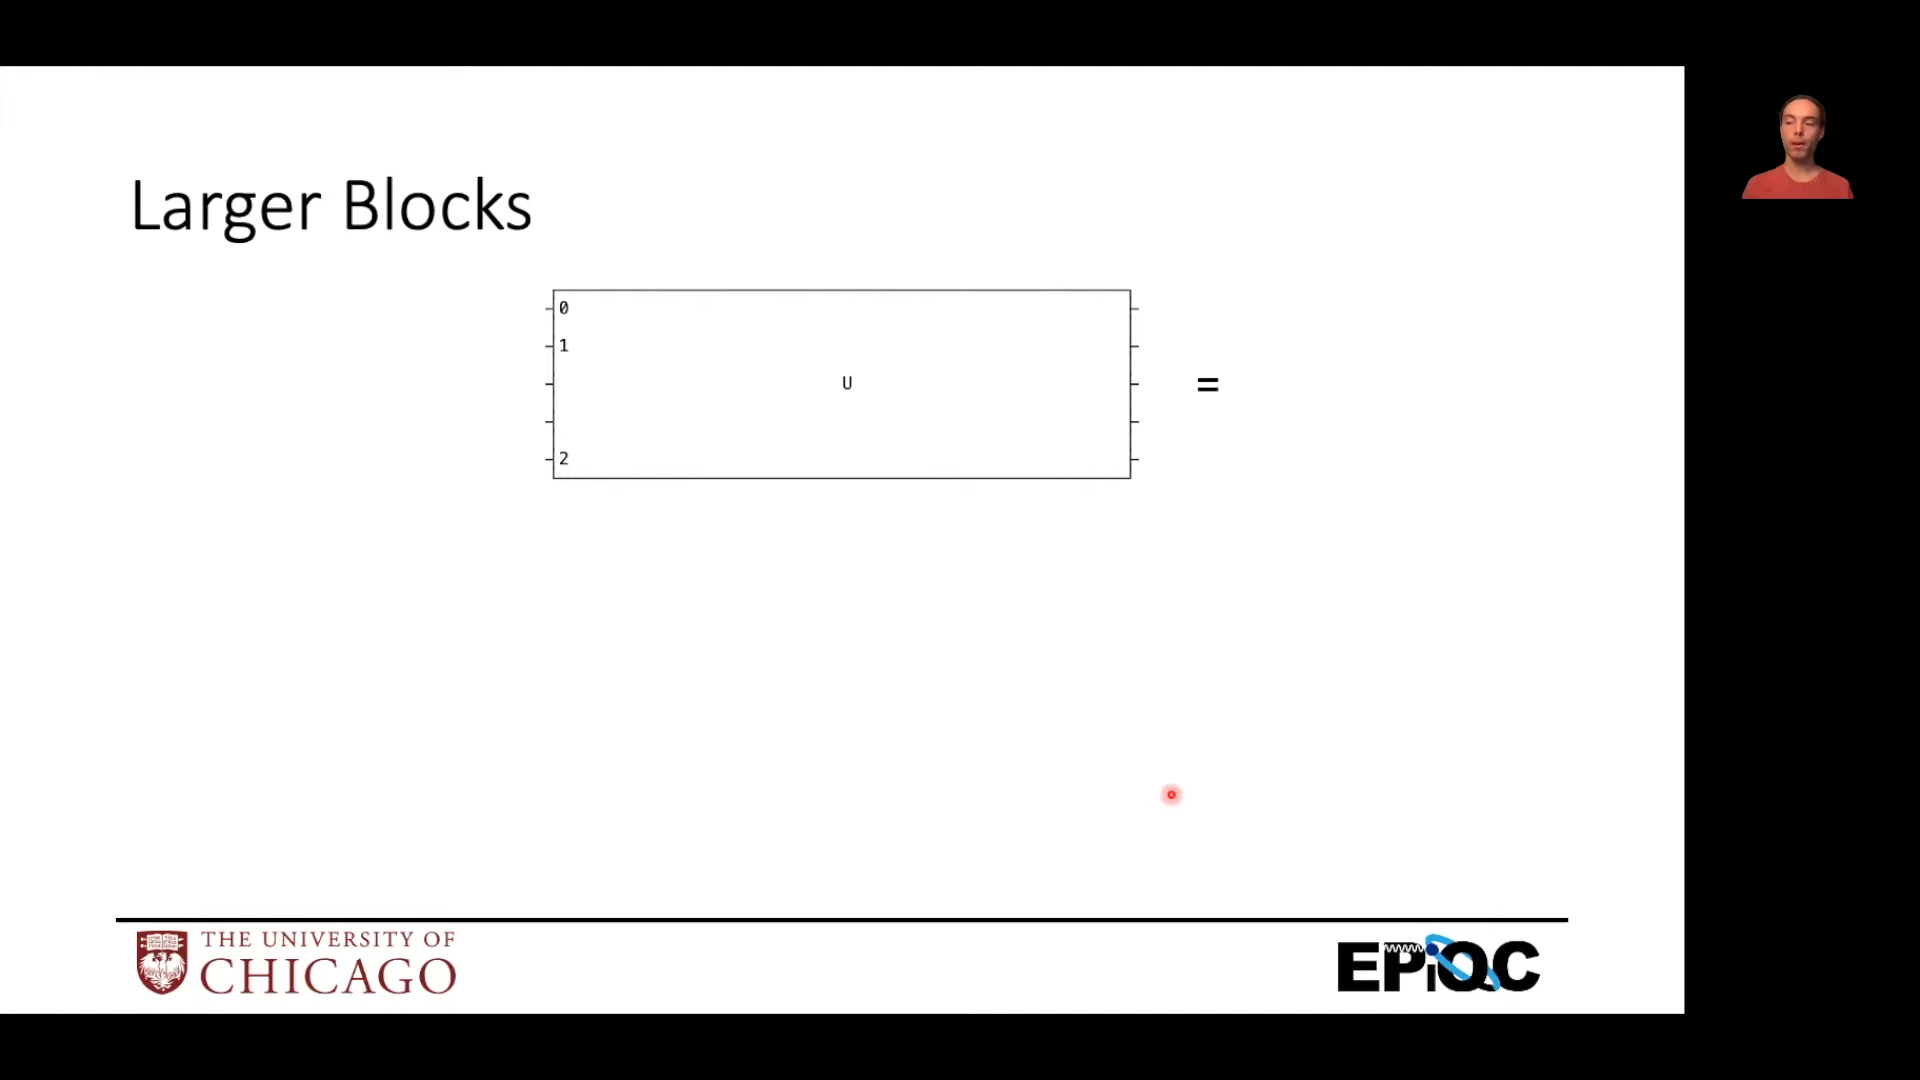 Larger Blocks
0
1
U
=
2
THE UNIVERSITY OF
CHICAGO
EPiQC